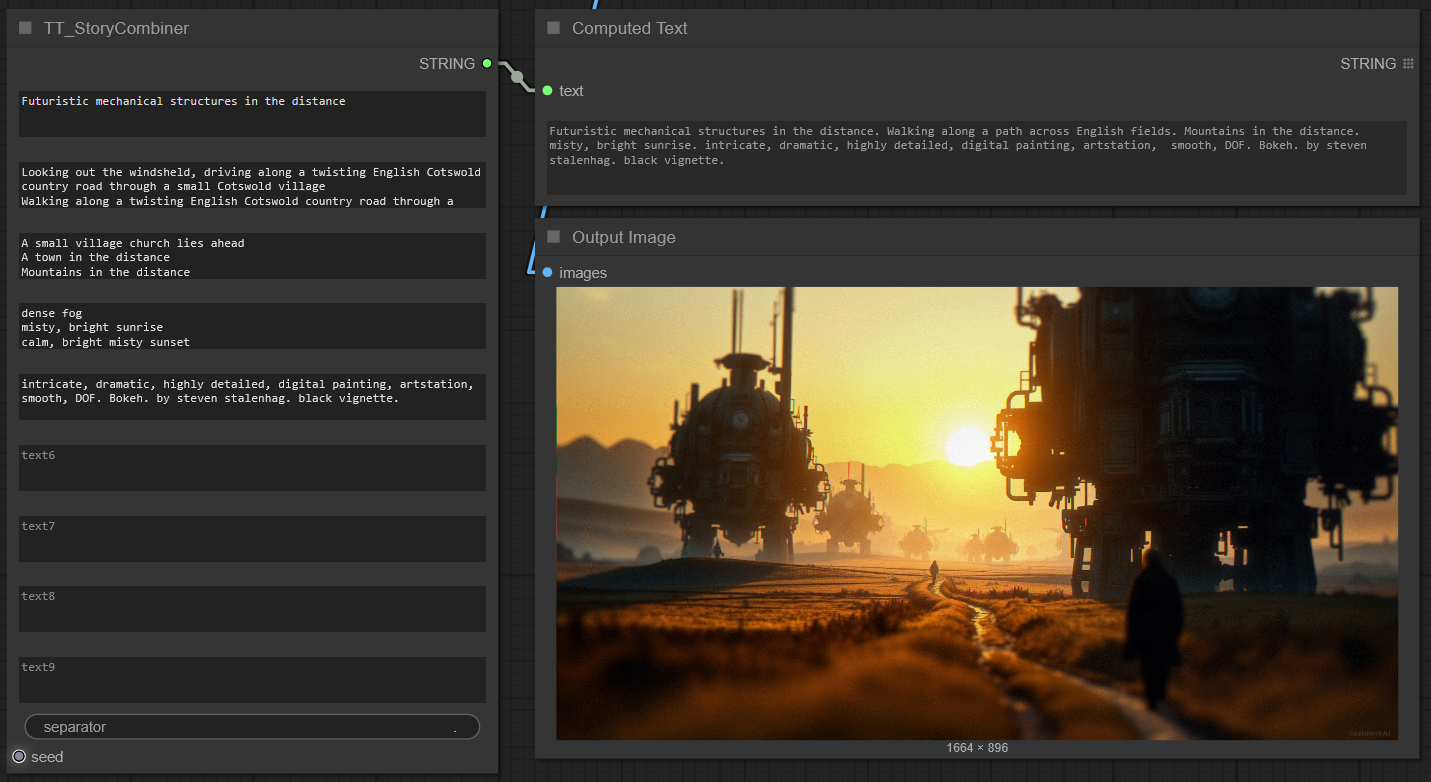 TT_StoryCombiner
STRING
Futuristic mechanical structures in the distance
Looking out the windsheld, driving along a twisting English Cotswold
country road through a small Cotswold village
Walking along a twisting English Cotswold country road through a
A small village church lies ahead
A town in the distance
Mountains in the distance
dense fog
misty, bright sunrise
calm, bright misty sunset
intricate, dramatic, highly detailed, digital painting, artstation,
smooth, DOF. Bokeh. by steven stalenhag. black vignette.
text6
text7
text8
text9
separator .
seed
Computed Text
STRING
text
Futuristic mechanical structures in the distance. Walking along a path across English fields. Mountains in the distance.
misty, bright sunrise. intricate, dramatic, highly detailed, digital painting, artstation,  smooth, DOF. Bokeh. by steven
stalenhag. black vignette.
Output Image
images
1664 × 896